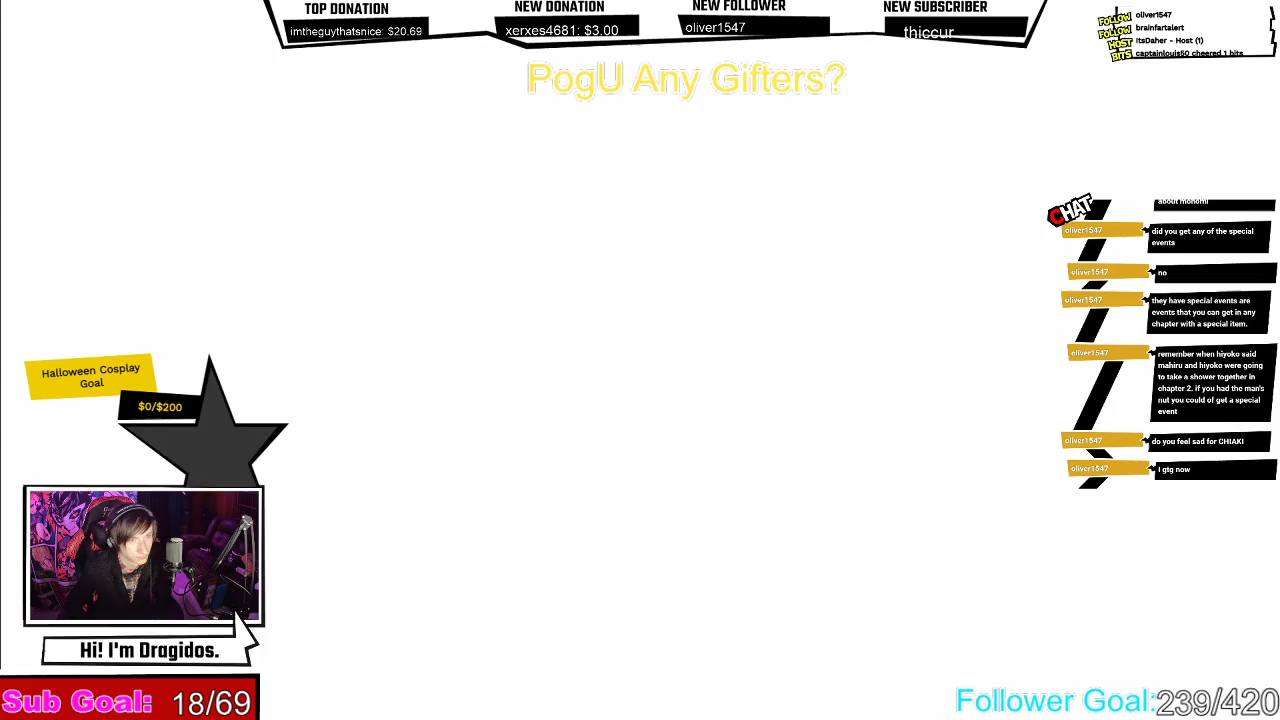 TOP DONATION
imtheguythatsnice: $20.69
NEW DONATION
xerxes4681: $3.00
NEW FOLLOWER
oliver1547
NEW SUBSCRIBER
thiccur
FOLLOW oliver1547
FOLLOW brainfartalert
HOST ItsDaher - Host (1)
BITS captainlouis50 cheered 1 bits
PogU Any Gifters?
CHAT
about monomi
oliver1547
did you get any of the special
events
oliver1547
no
oliver1547
they have special events are
events that you can get in any
chapter with a special item.
oliver1547
remember when hiyoko said
mahiru and hiyoko were going
to take a shower together in
chapter 2. if you had the man's
nut you could of get a special
event
oliver1547
do you feel sad for CHIAKI
oliver1547
I gtg now
Halloween Cosplay
Goal
$0/$200
Hi! I'm Dragidos.
Sub Goal: 18/69
Follower Goal: 239/420